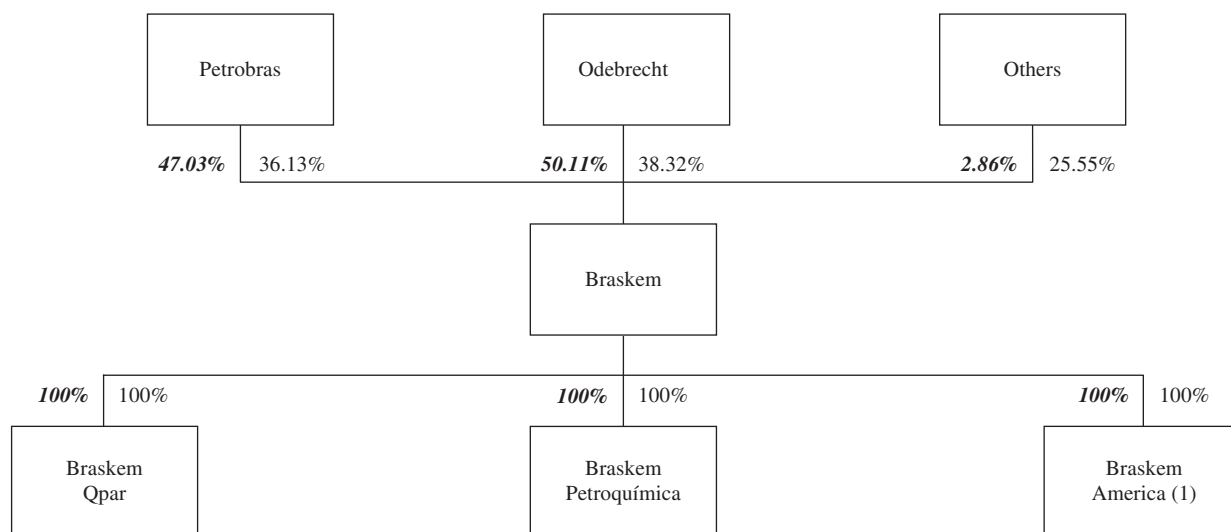 Petrobras
Odebrecht
Others
47.03% 36.13%
50.11% 38.32%
2.86% 25.55%
Braskem
100% 100%
100% 100%
100% 100%
Braskem
Qpar
Braskem
Petroquímica
Braskem
America (1)